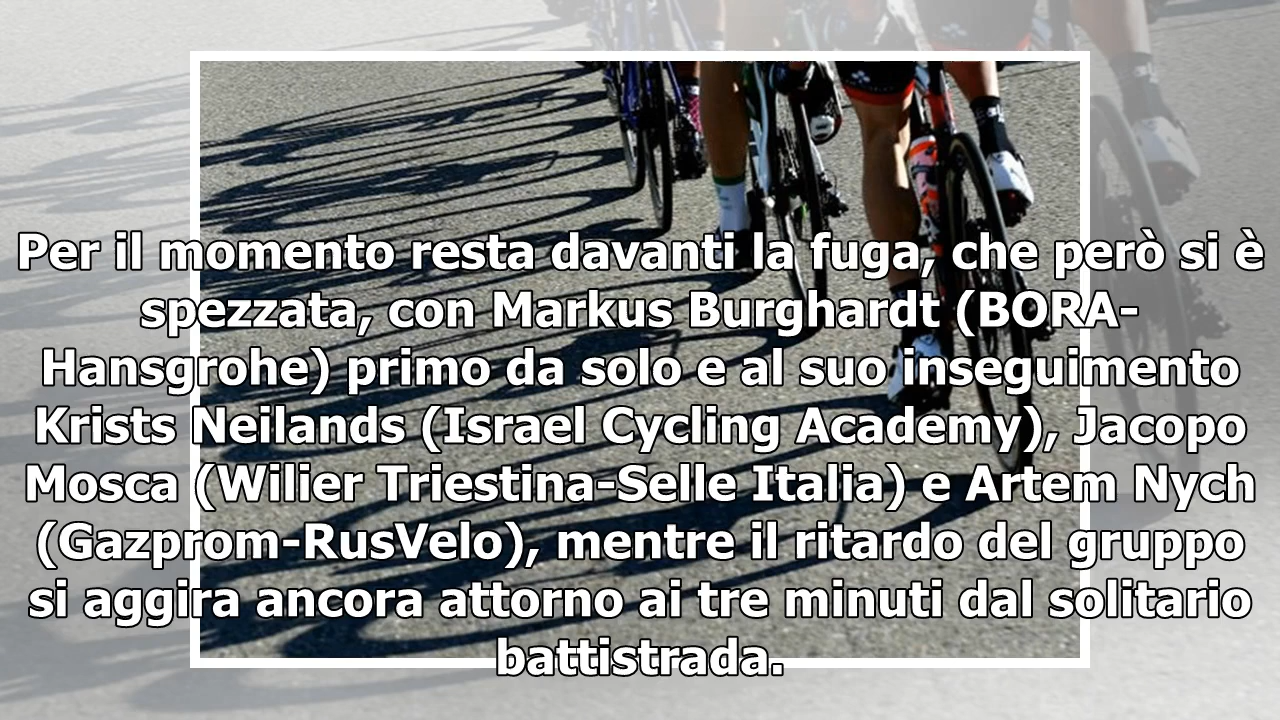 Per il momento resta davanti la fuga, che però si è
spezzata, con Markus Burghardt (BORA-
Hansgrohe) primo da solo e al suo inseguimento
Krists Neilands (Israel Cycling Academy), Jacopo
Mosca (Wilier Triestina-Selle Italia) e Artem Nych
(Gazprom-RusVelo), mentre il ritardo del gruppo
si aggira ancora attorno ai tre minuti dal solitario
battistrada.